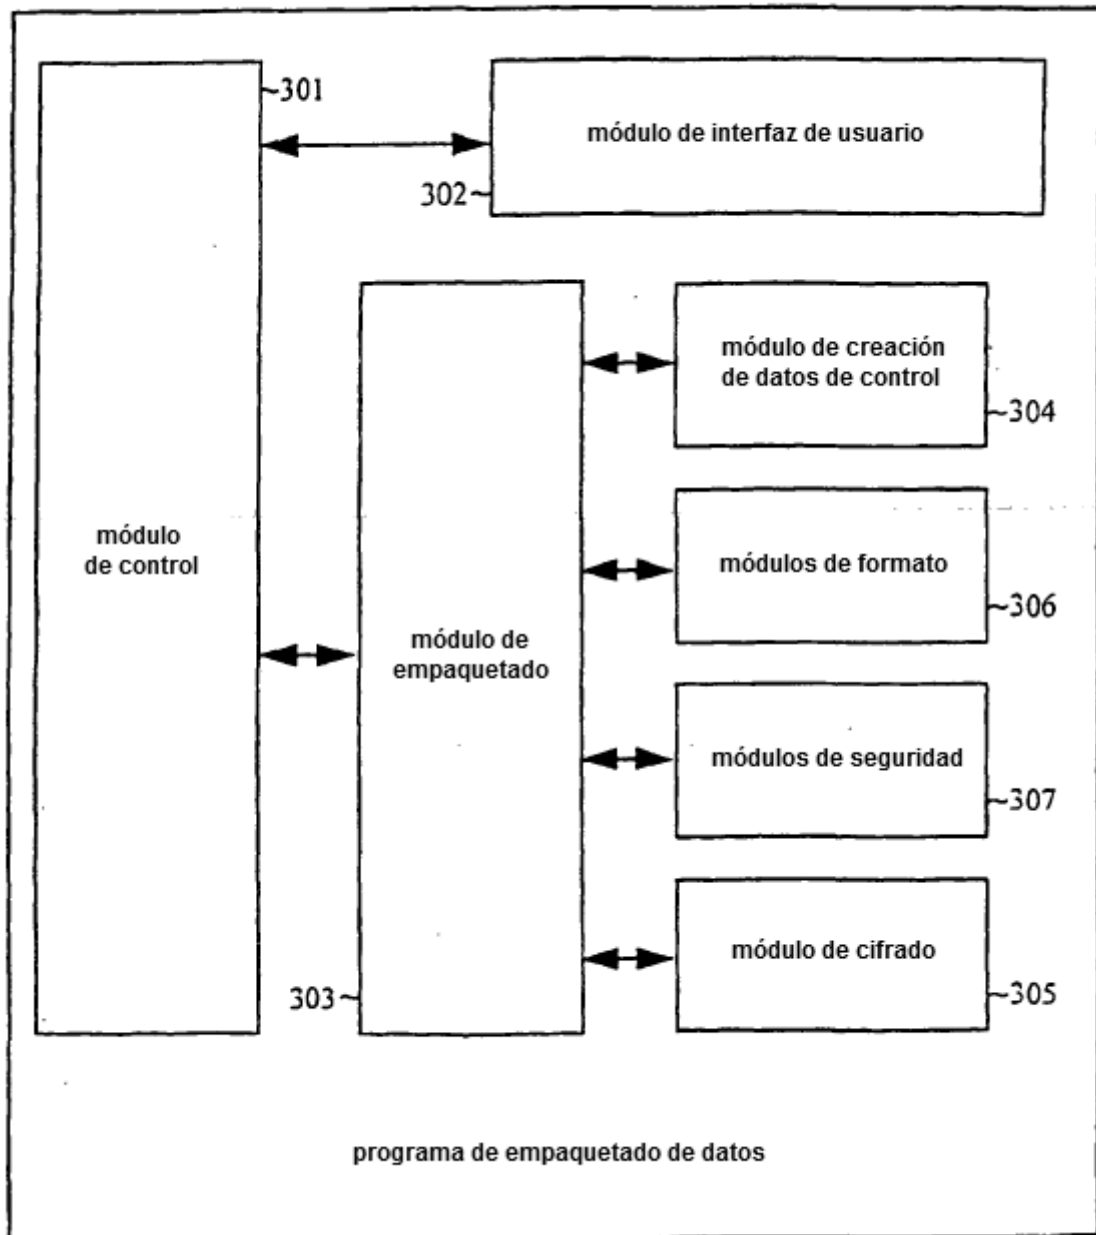 301
módulo de interfaz de usuario
302
módulo de creación
de datos de control
304
módulo
de control
módulos de formato
306
módulo de
empaquetado
módulos de seguridad
307
módulo de cifrado
303
305
programa de empaquetado de datos